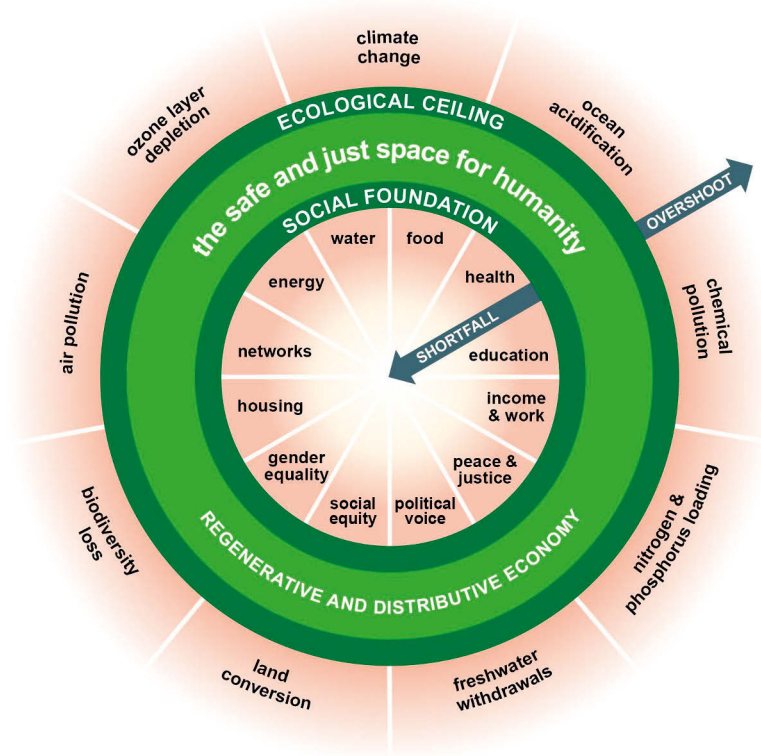 climate
change
ocean
acidification
OVERSHOOT
chemical
pollution
nitrogen &
phosphorus loading
freshwater
withdrawals
land
conversion
biodiversity
loss
air pollution
ozone layer
depletion
ECOLOGICAL CEILING
the safe and just space for humanity
SOCIAL FOUNDATION
water
food
health
SHORTFALL
education
income
& work
peace &
justice
political
voice
social
equity
gender
equality
housing
networks
energy
REGENERATIVE AND DISTRIBUTIVE ECONOMY